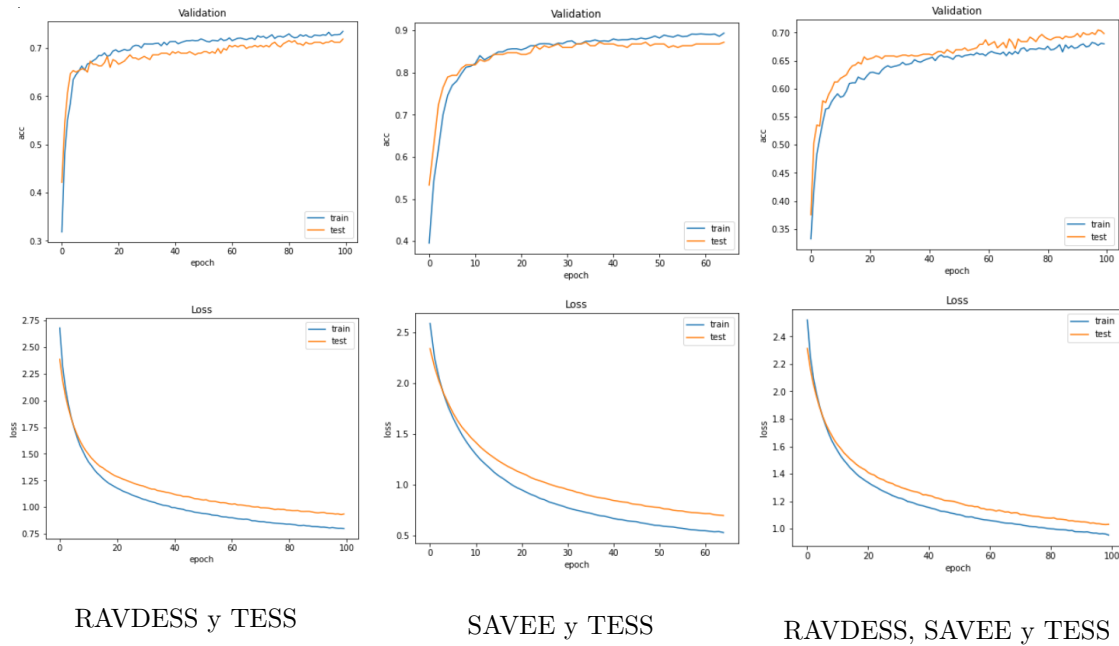 Validation
acc
0.7
0.6
0.5
0.4
0.3
train
test
0 20 40 60 80 100
epoch
Validation
acc
0.9
0.8
0.7
0.6
0.5
0.4
train
test
0 10 20 30 40 50 60
epoch
Validation
acc
0.70
0.65
0.60
0.55
0.50
0.45
0.40
0.35
train
test
0 20 40 60 80 100
epoch
Loss
loss
2.75
2.50
2.25
2.00
1.75
1.50
1.25
1.00
0.75
train
test
0 20 40 60 80 100
epoch
Loss
loss
2.5
2.0
1.5
1.0
0.5
train
test
0 10 20 30 40 50 60
epoch
Loss
loss
2.4
2.2
2.0
1.8
1.6
1.4
1.2
1.0
train
test
0 20 40 60 80 100
epoch
RAVDESS y TESS
SAVEE y TESS
RAVDESS, SAVEE y TESS